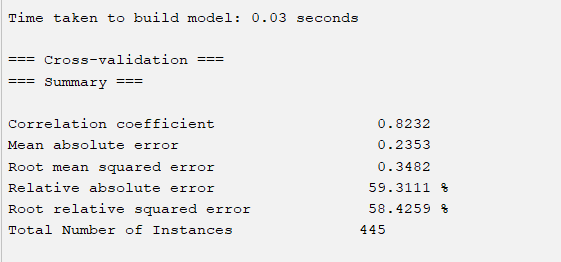 Time taken to build model: 0.03 seconds
=== Cross-validation ===
=== Summary ===
Correlation coefficient                  0.8232
Mean absolute error                      0.2353
Root mean squared error                  0.3482
Relative absolute error                 59.3111 %
Root relative squared error             58.4259 %
Total Number of Instances              445